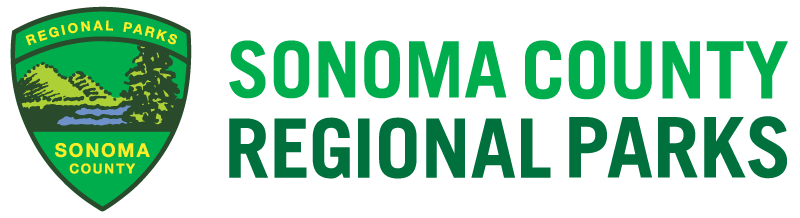 REGIONAL PARKS
SONOMA
COUNTY
SONOMA COUNTY
REGIONAL PARKS